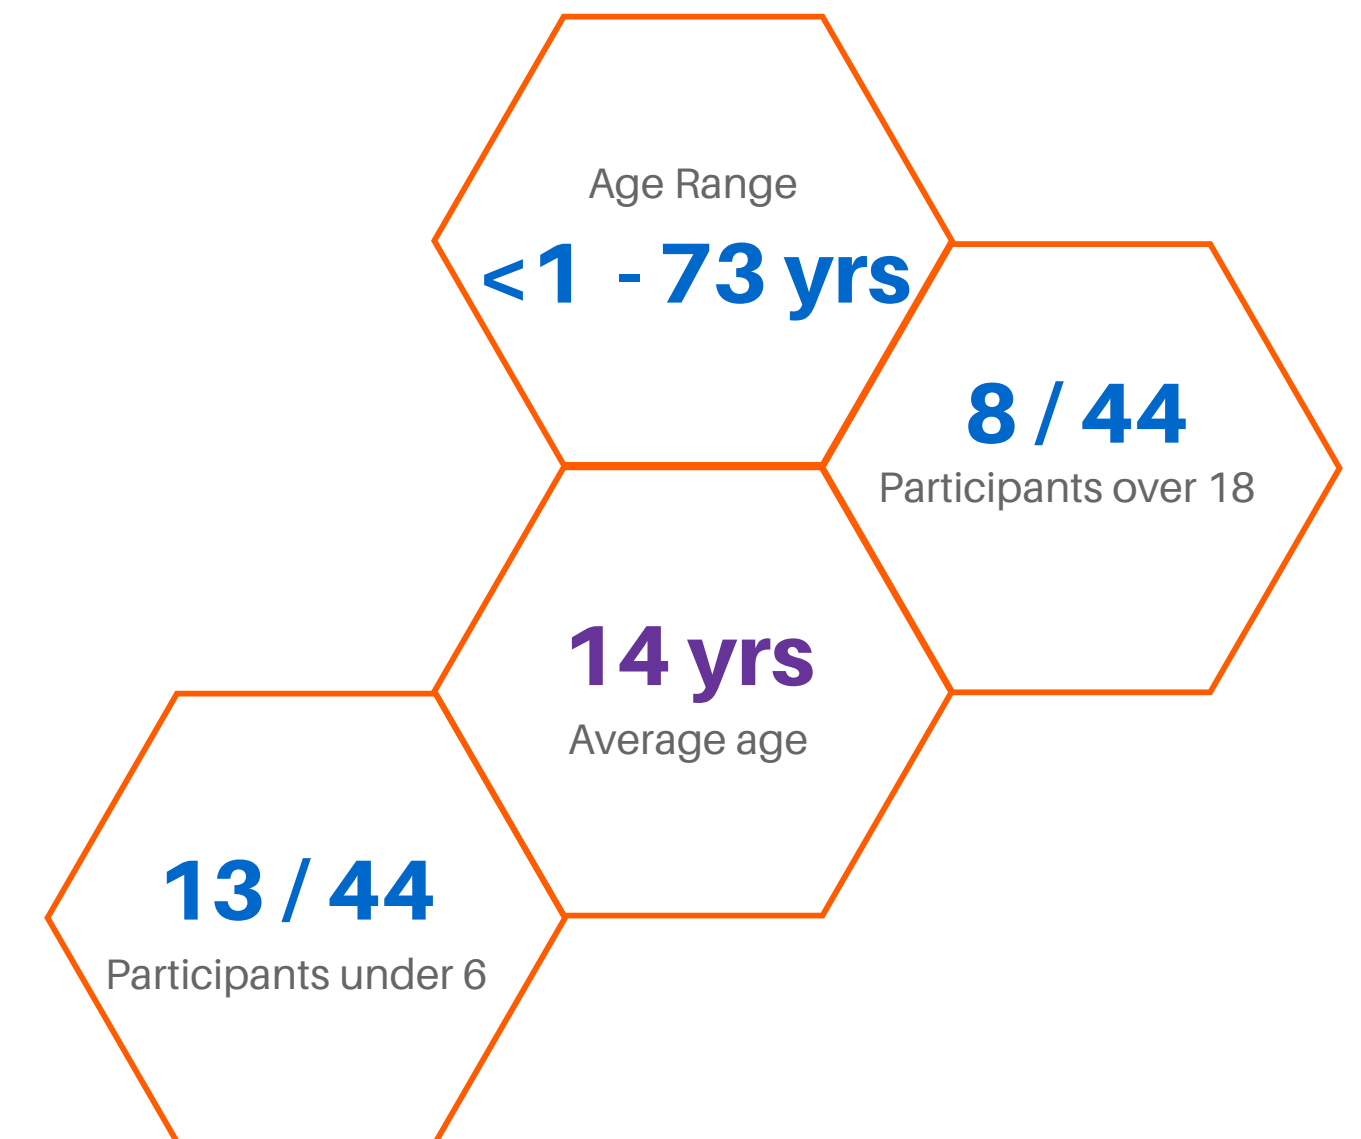 Age Range
<1 - 73 yrs
8 / 44
Participants over 18
14 yrs
Average age
13 / 44
Participants under 6